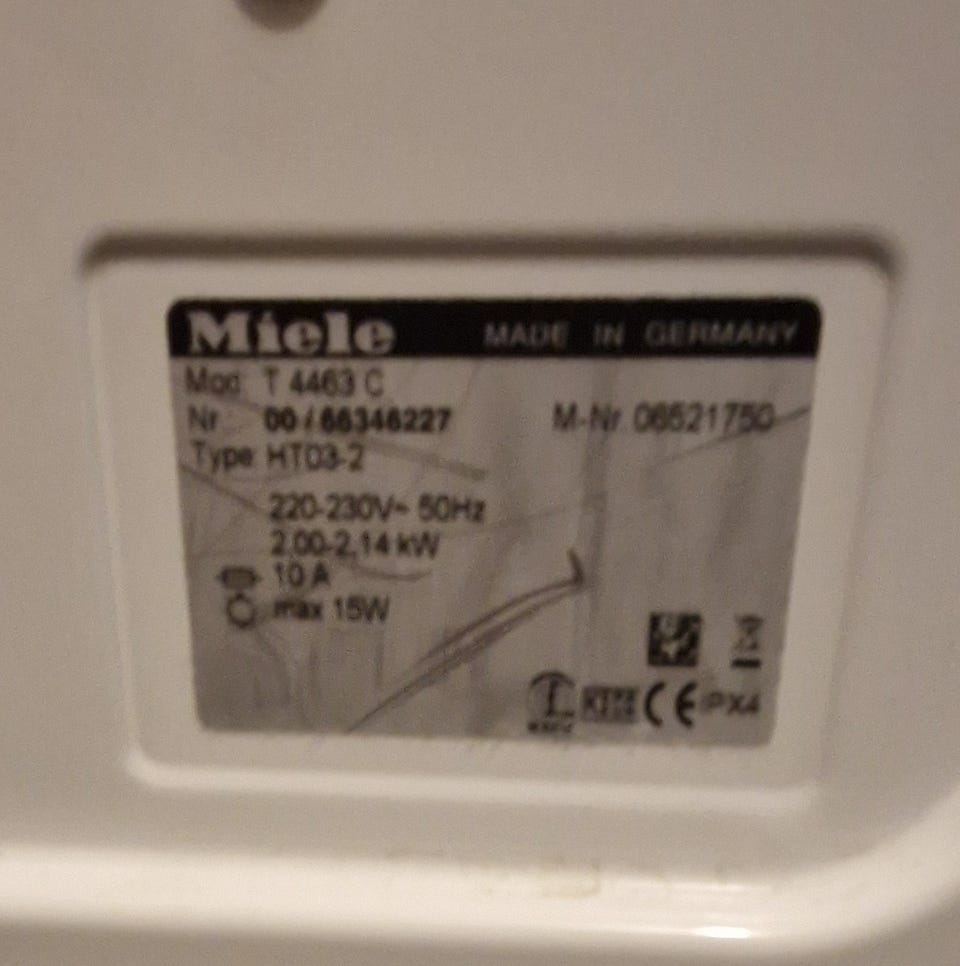 Miele MADE IN GERMANY
Mod. T 4463 C
Nr. 00 / 66346227 M-Nr. 06521750
Type HT03-2
220-230V~ 50Hz
2,00-2,14 kW
10 A
max 15W
CE IPX4